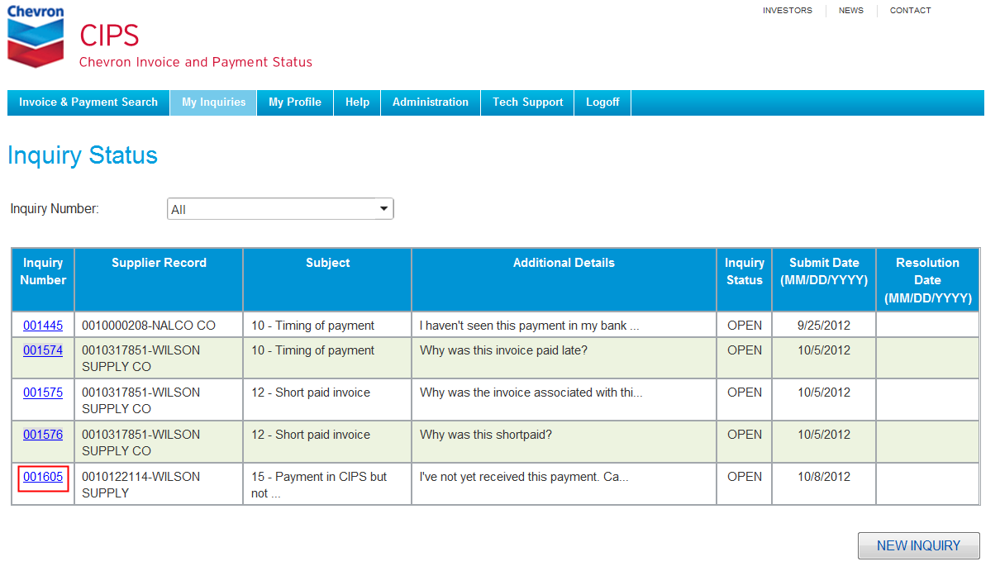 Chevron
INVESTORS NEWS CONTACT
CIPS
Chevron Invoice and Payment Status
Invoice & Payment Search My Inquiries My Profile Help Administration Tech Support Logoff
Inquiry Status
Inquiry Number: All
Inquiry Supplier Record Subject Additional Details Inquiry Submit Date Resolution
Number Status (MM/DD/YYYY) Date
(MM/DD/YYYY)
001445 0010000208-NALCO CO 10 - Timing of payment I haven't seen this payment in my bank ... OPEN 9/25/2012
001574 0010317851-WILSON 10 - Timing of payment Why was this invoice paid late? OPEN 10/5/2012
SUPPLY CO
001575 0010317851-WILSON 12 - Short paid invoice Why was the invoice associated with thi... OPEN 10/5/2012
SUPPLY CO
001576 0010317851-WILSON 12 - Short paid invoice Why was this shortpaid? OPEN 10/5/2012
SUPPLY CO
001605 0010122114-WILSON 15 - Payment in CIPS but I've not yet received this payment. Ca... OPEN 10/8/2012
SUPPLY not ...
NEW INQUIRY